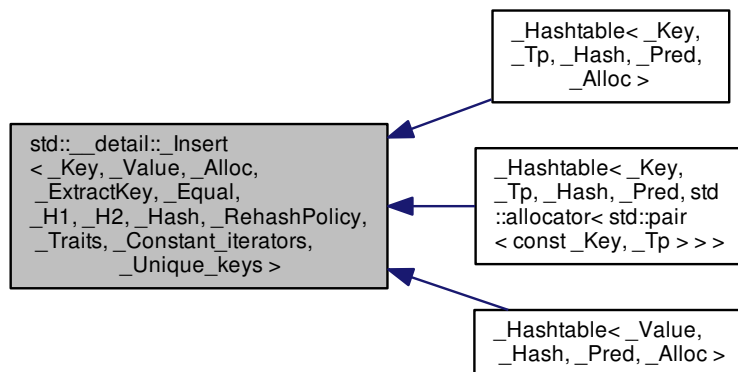 std::__detail::_Insert
< _Key, _Value, _Alloc,
_ExtractKey, _Equal,
_H1, _H2, _Hash, _RehashPolicy,
_Traits, _Constant_iterators,
_Unique_keys >
_Hashtable< _Key,
_Tp, _Hash, _Pred,
_Alloc >
_Hashtable< _Key,
_Tp, _Hash, _Pred, std
::allocator< std::pair
< const _Key, _Tp > > >
_Hashtable< _Value,
_Hash, _Pred, _Alloc >